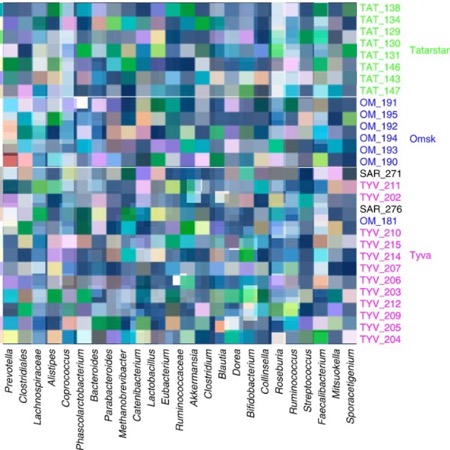 TAT_138
TAT_134
TAT_129
TAT_130
TAT_131
TAT_146
TAT_143
TAT_147
Tatarstar
OM_191
OM_195
OM_192
OM_194
OM_193
OM_190
Omsk
SAR_271
TYV_211
TYV_202
SAR_276
OM_181
TYV_210
TYV_215
TYV_214
TYV_207
TYV_206
TYV_203
TYV_212
TYV_209
TYV_205
TYV_204
Tyva
Prevotella
Clostridiales
Lachnospiraceae
Alistipes
Coprococcus
Phascolarctobacterium
Bacteroides
Parabacteroides
Methanobrevibacter
Catenibacterium
Lactobacillus
Eubacterium
Ruminococcaceae
Akkermansia
Clostridium
Blautia
Dorea
Bifidobacterium
Collinsella
Roseburia
Ruminococcus
Streptococcus
Faecalibacterium
Mitsuokella
Sporacetigenium